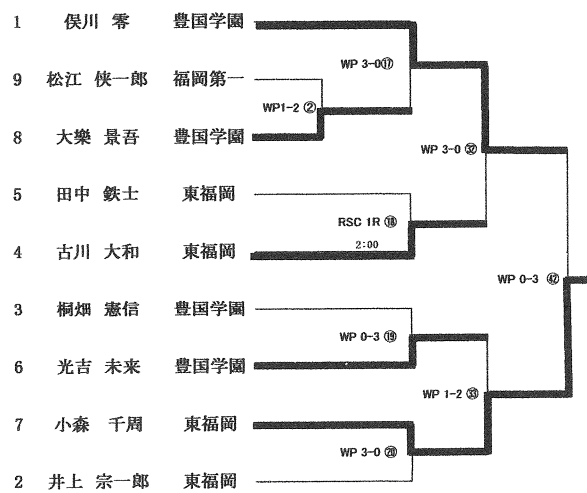 1 俣川 零 豊国学園
WP 3-0⑰
9 松江 侠一郎 福岡第一
WP1-2 ②
8 大樂 景吾 豊国学園
WP 3-0 ㉜
5 田中 鉄士 東福岡
RSC 1R ⑱
2:00
4 古川 大和 東福岡
WP 0-3 ㊷
3 桐畑 憲信 豊国学園
WP 0-3 ⑲
6 光吉 未来 豊国学園
WP 1-2 ㉝
7 小森 千周 東福岡
WP 3-0 ⑳
2 井上 宗一郎 東福岡